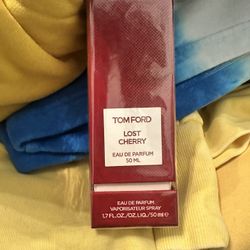 TOM FORD
LOST
CHERRY
EAU DE PARFUM
50 ML
EAU DE PARFUM
VAPORISATEUR SPRAY
1.7 FL.OZ./OZ.LIQ./50 ml ℮